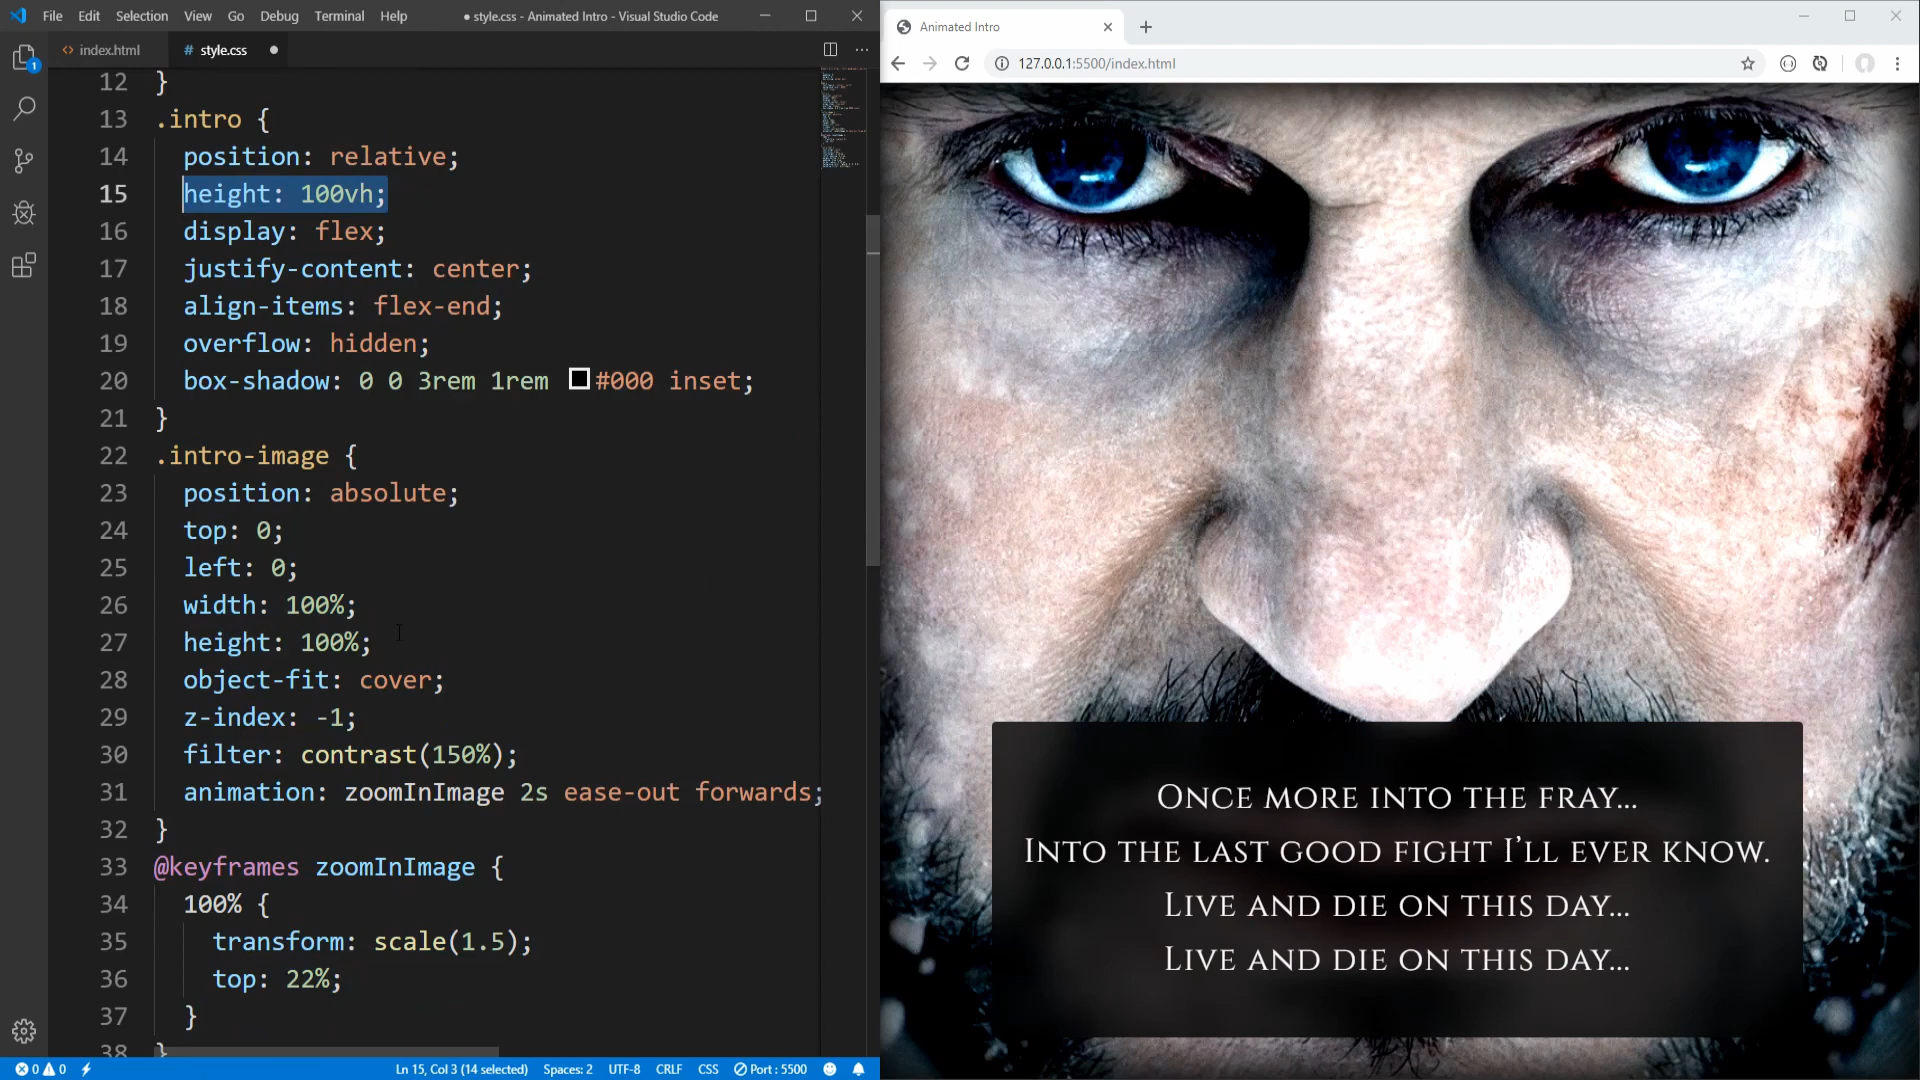 File Edit Selection View Go Debug Terminal Help ● style.css - Animated Intro - Visual Studio Code
<> index.html # style.css ●
12 }
13 .intro {
14 position: relative;
15 height: 100vh;
16 display: flex;
17 justify-content: center;
18 align-items: flex-end;
19 overflow: hidden;
20 box-shadow: 0 0 3rem 1rem #000 inset;
21 }
22 .intro-image {
23 position: absolute;
24 top: 0;
25 left: 0;
26 width: 100%;
27 height: 100%;
28 object-fit: cover;
29 z-index: -1;
30 filter: contrast(150%);
31 animation: zoomInImage 2s ease-out forwards;
32 }
33 @keyframes zoomInImage {
34 100% {
35 transform: scale(1.5);
36 top: 22%;
37 }
38 }
1
0 0 Ln 15, Col 3 (14 selected) Spaces: 2 UTF-8 CRLF CSS Port : 5500
Animated Intro
127.0.0.1:5500/index.html
Once more into the fray...
Into the last good fight I’ll ever know.
Live and die on this day...
Live and die on this day...